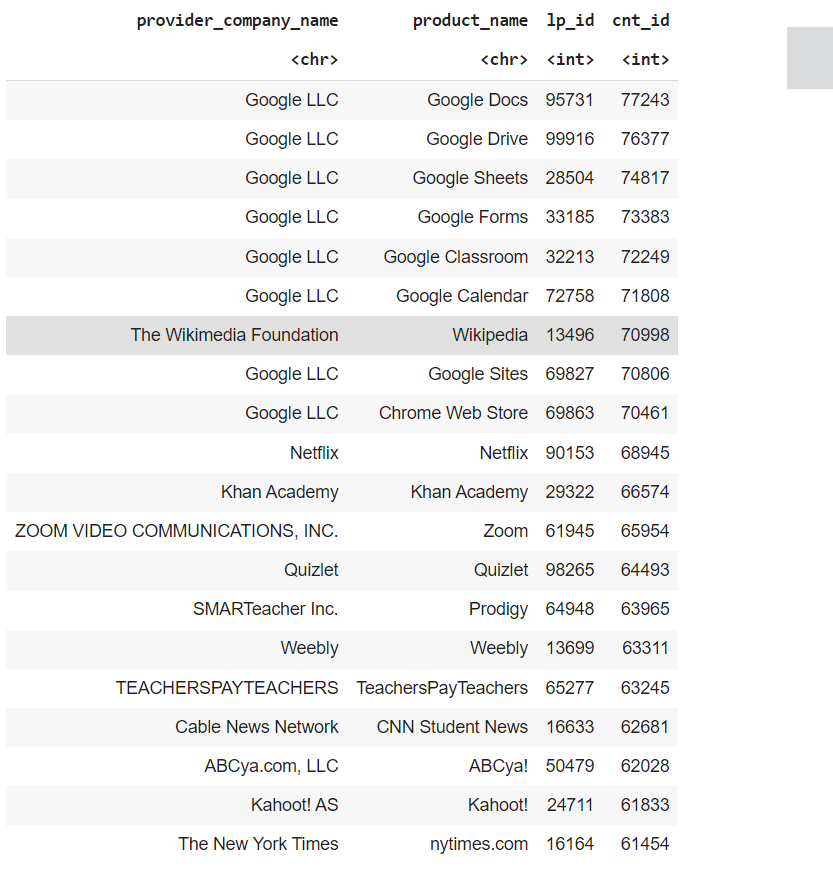 provider_company_name product_name lp_id cnt_id
<chr> <chr> <int> <int>
Google LLC Google Docs 95731 77243
Google LLC Google Drive 99916 76377
Google LLC Google Sheets 28504 74817
Google LLC Google Forms 33185 73383
Google LLC Google Classroom 32213 72249
Google LLC Google Calendar 72758 71808
The Wikimedia Foundation Wikipedia 13496 70998
Google LLC Google Sites 69827 70806
Google LLC Chrome Web Store 69863 70461
Netflix Netflix 90153 68945
Khan Academy Khan Academy 29322 66574
ZOOM VIDEO COMMUNICATIONS, INC. Zoom 61945 65954
Quizlet Quizlet 98265 64493
SMARTeacher Inc. Prodigy 64948 63965
Weebly Weebly 13699 63311
TEACHERSPAYTEACHERS TeachersPayTeachers 65277 63245
Cable News Network CNN Student News 16633 62681
ABCya.com, LLC ABCya! 50479 62028
Kahoot! AS Kahoot! 24711 61833
The New York Times nytimes.com 16164 61454